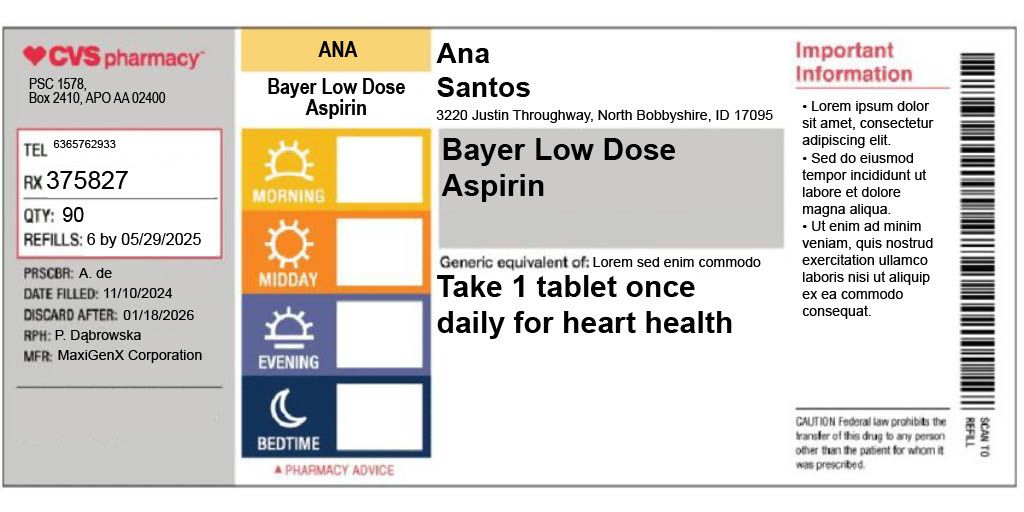 CVS pharmacy
PSC 1578,
Box 2410, APO AA 02400
TEL 6365762933
RX 375827
QTY: 90
REFILLS: 6 by 05/29/2025
PRSCBR: A. de
DATE FILLED: 11/10/2024
DISCARD AFTER: 01/18/2026
RPH: P. Dąbrowska
MFR: MaxiGenX Corporation
ANA
Bayer Low Dose
Aspirin
MORNING
MIDDAY
EVENING
BEDTIME
▲ PHARMACY ADVICE
Ana
Santos
3220 Justin Throughway, North Bobbyshire, ID 17095
Bayer Low Dose
Aspirin
Generic equivalent of: Lorem sed enim commodo
Take 1 tablet once
daily for heart health
Important
Information
• Lorem ipsum dolor
sit amet, consectetur
adipiscing elit.
• Sed do eiusmod
tempor incididunt ut
labore et dolore
magna aliqua.
• Ut enim ad minim
veniam, quis nostrud
exercitation ullamco
laboris nisi ut aliquip
ex ea commodo
consequat.
CAUTION Federal law prohibits the
transfer of this drug to any person
other than the patient for whom it
was prescribed.
SCAN TO
REFILL